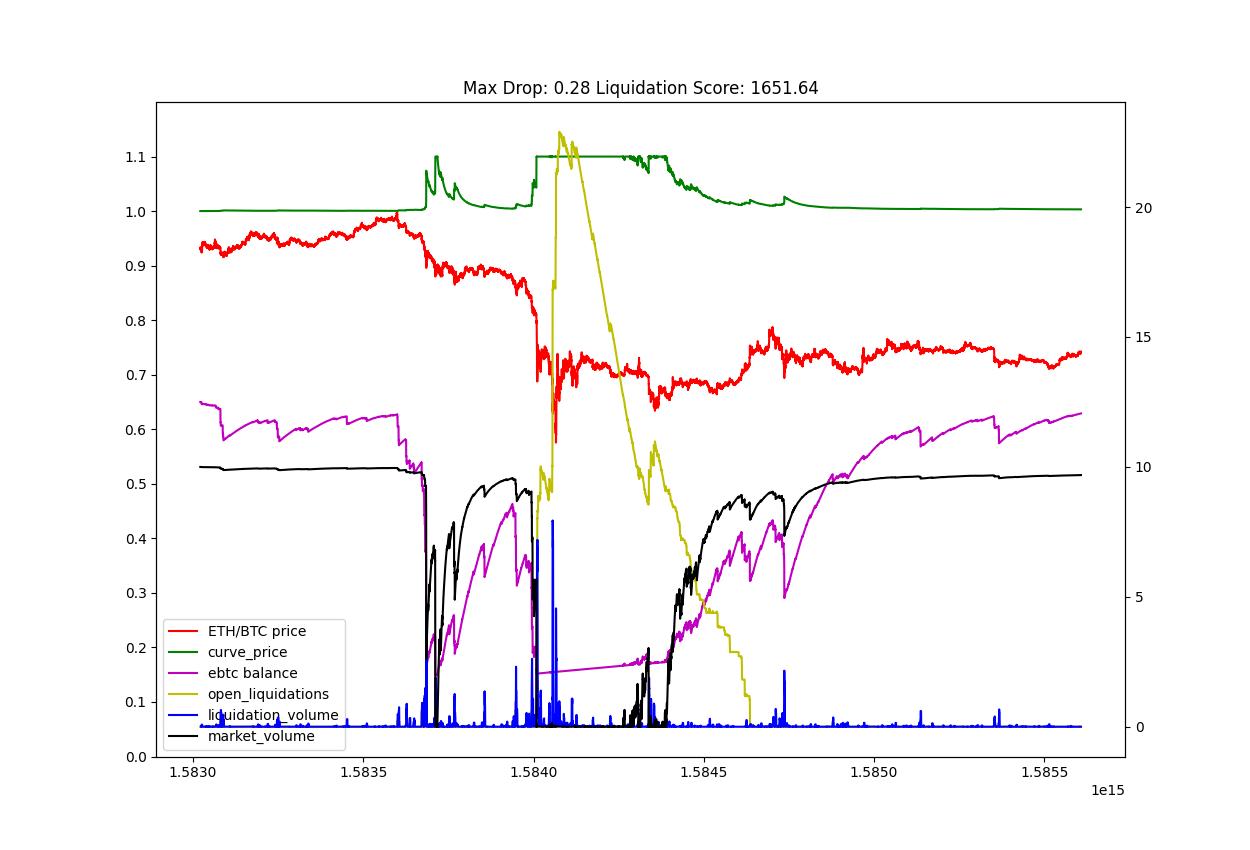 Max Drop: 0.28 Liquidation Score: 1651.64
1.1
1.0
0.9
0.8
0.7
0.6
0.5
0.4
0.3
0.2
0.1
0.0
20
15
10
5
0
ETH/BTC price
curve_price
ebtc balance
open_liquidations
liquidation_volume
market_volume
1.5830
1.5835
1.5840
1.5845
1.5850
1.5855
1e15